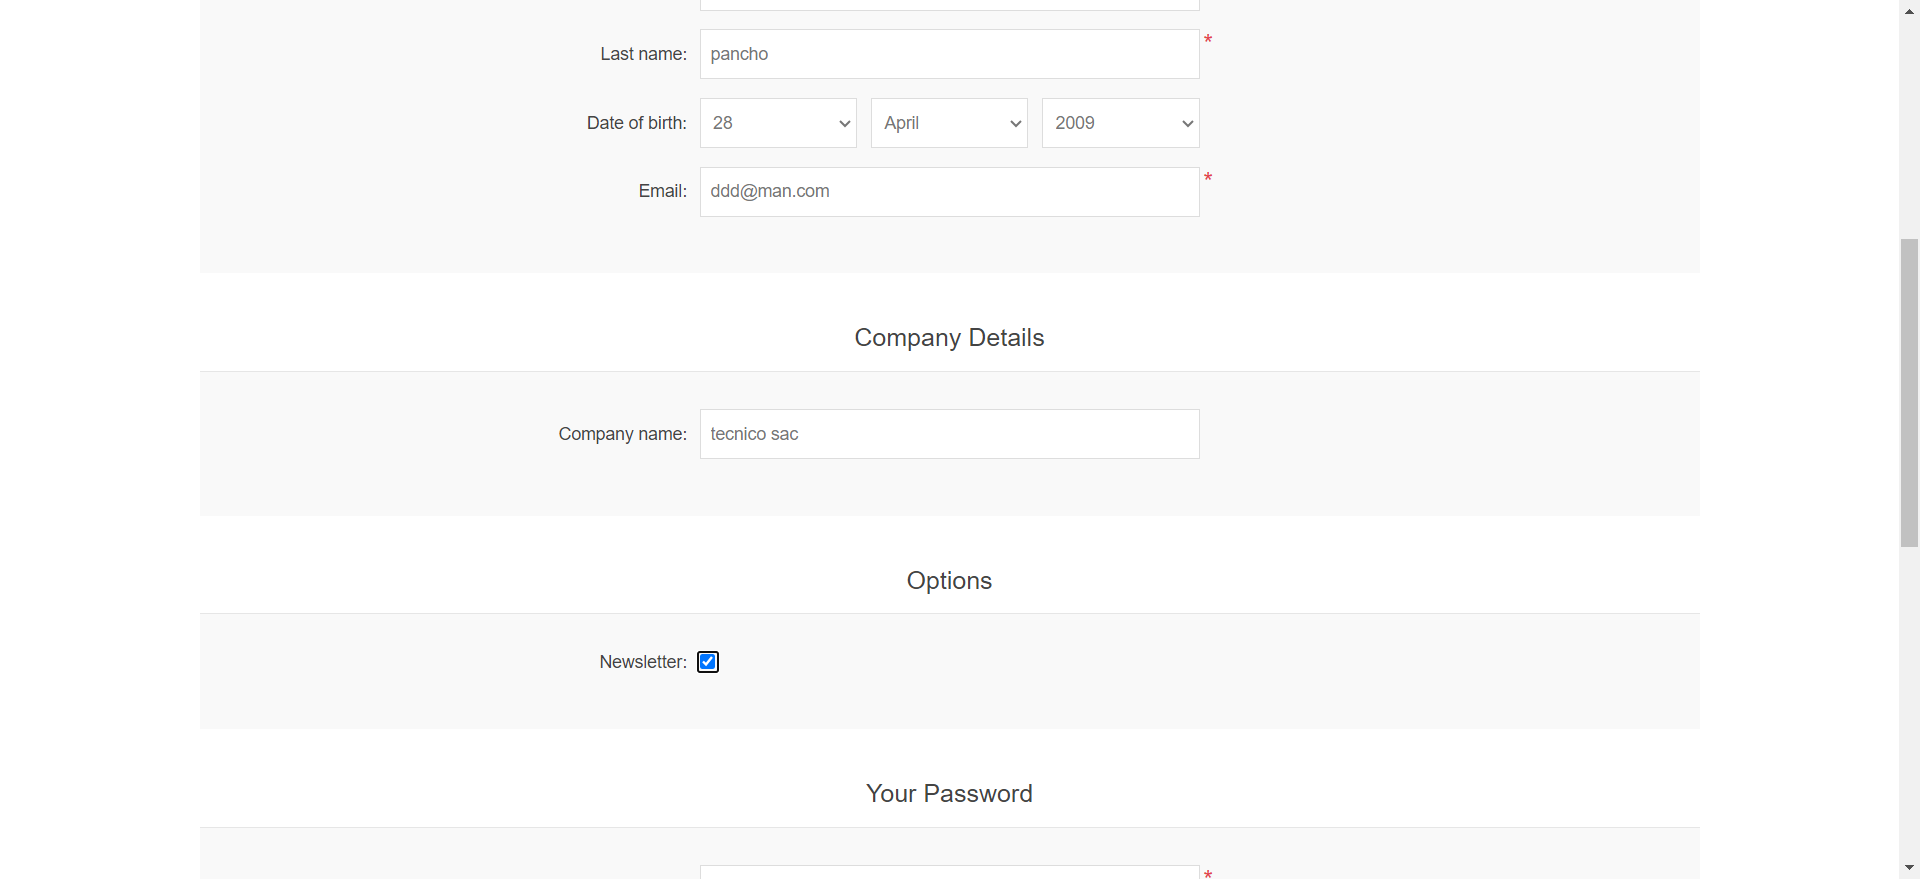 Last name: pancho *
Date of birth: 28 April 2009
Email: ddd@man.com *
Company Details
Company name: tecnico sac
Options
Newsletter:
Your Password
*